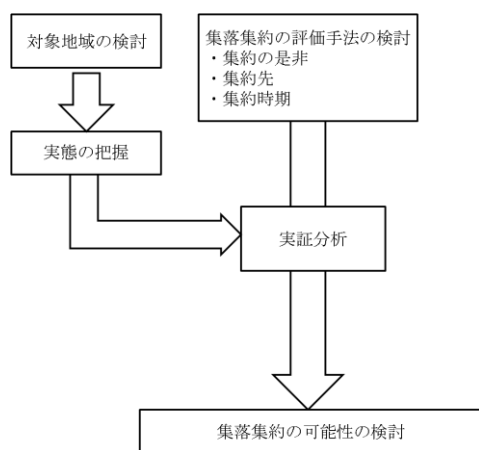 対象地域の検討
集落集約の評価手法の検討
・集約の是非
・集約先
・集約時期
実態の把握
実証分析
集落集約の可能性の検討